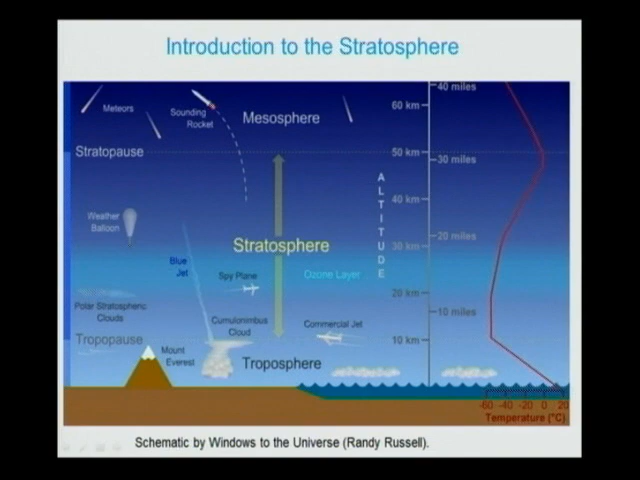 Introduction to the Stratosphere
40 miles
Meteors
Sounding
Rocket
Mesosphere
60 km
Stratopause
50 km
30 miles
ALTITUDE
40 km
Weather
Balloon
Stratosphere
30 km
20 miles
Blue
Jet
Spy Plane
Ozone Layer
20 km
10 miles
Polar Stratospheric
Clouds
Cumulonimbus
Cloud
Commercial Jet
Tropopause
10 km
Mount
Everest
Troposphere
-60 -40 -20 0 20
Temperature (°C)
Schematic by Windows to the Universe (Randy Russell).